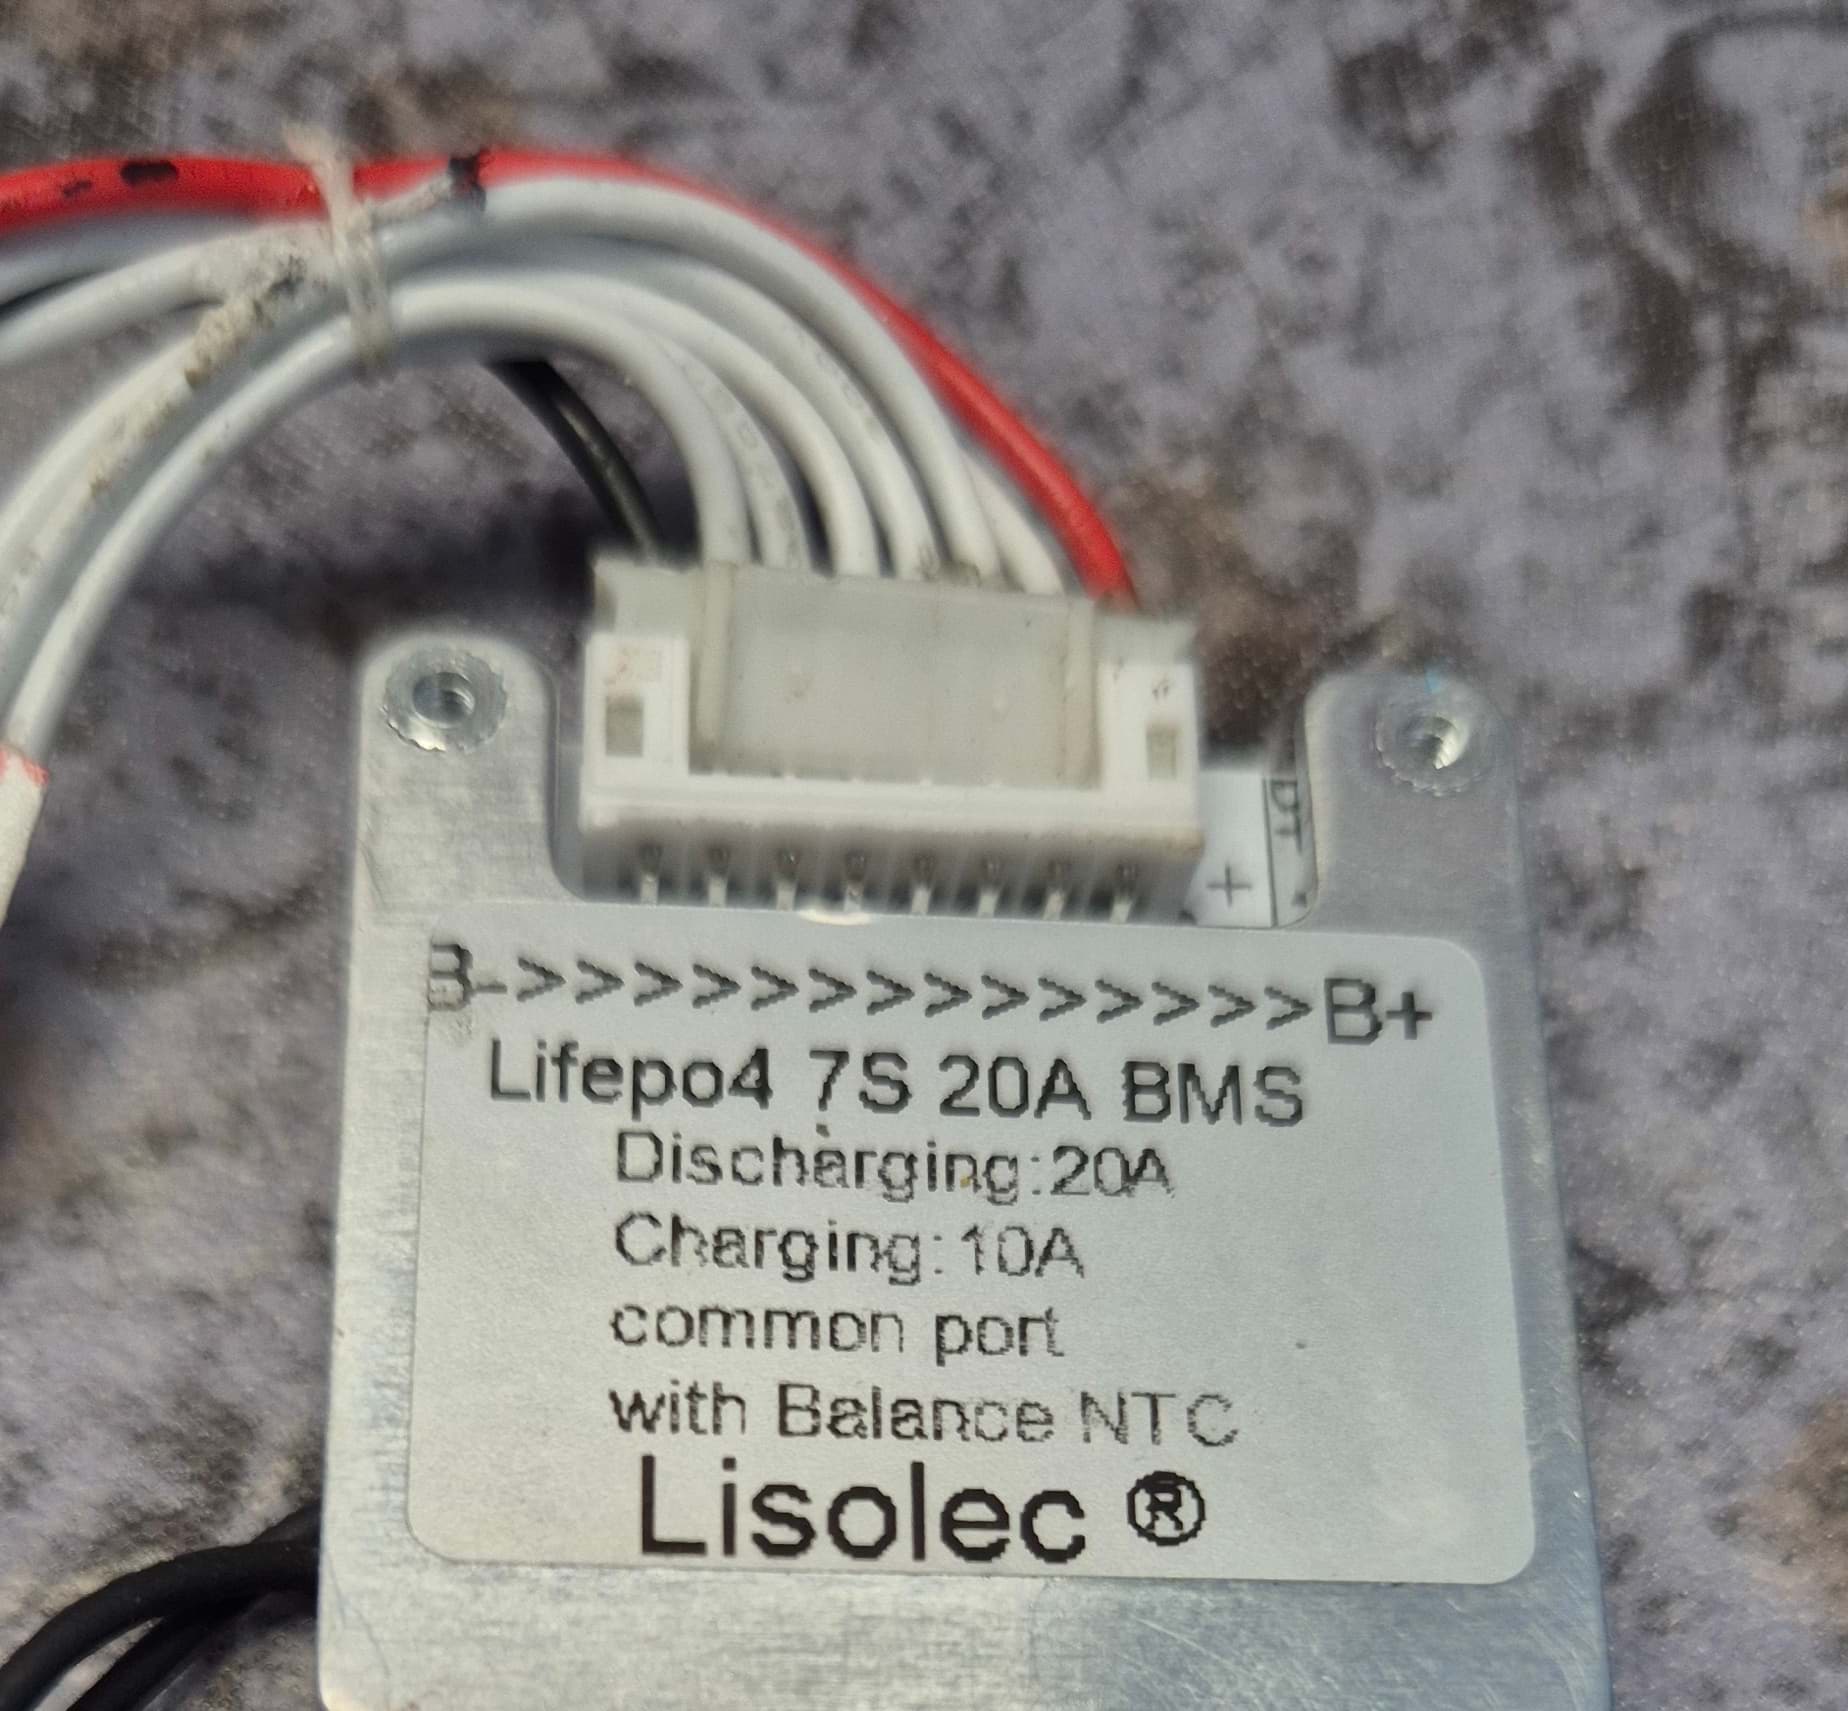 +
B->>>>>>>>>>>>>>B+
Lifepo4 7S 20A BMS
Discharging:20A
Charging:10A
common port
with Balance NTC
Lisolec ®